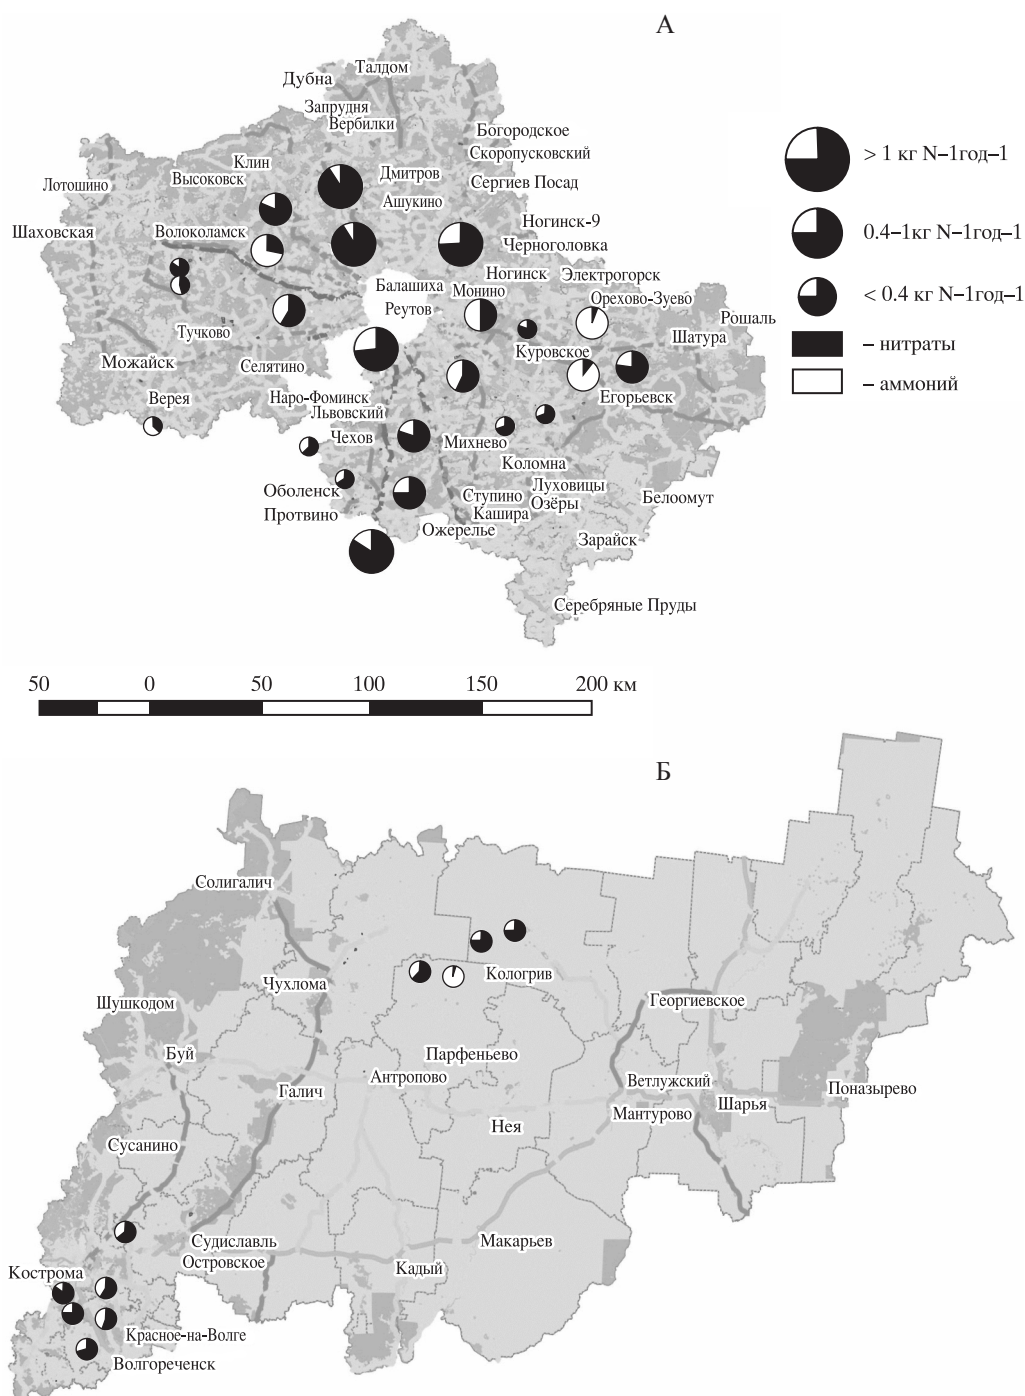 А
Талдом
Дубна
Запрудня
Вербилки
Богородское
Скоропусковский
Клин
Высоковск
Дмитров
Сергиев Посад
Лотошино
Ашукино
Ногинск-9
Шаховская
Волоколамск
Черноголовка
Ногинск
Электрогорск
Балашиха
Монино
Орехово-Зуево
Реутов
Рошаль
Тучково
Шатура
Куровское
Можайск
Селятино
Верея
Наро-Фоминск
Егорьевск
Львовский
Чехов
Михнево
Коломна
Оболенск
Ступино
Луховицы
Белоомут
Протвино
Кашира
Озёры
Ожерелье
Зарайск
Серебряные Пруды
> 1 кг N–1год–1
0.4–1кг N–1год–1
< 0.4 кг N–1год–1
– нитраты
– аммоний
50 0 50 100 150 200 км
Б
Солигалич
Чухлома
Кологрив
Шушкодом
Георгиевское
Буй
Парфеньево
Антропово
Галич
Ветлужский
Поназырево
Мантурово
Шарья
Нея
Сусанино
Судиславль
Макарьев
Островское
Кадый
Кострома
Красное-на-Волге
Волгореченск